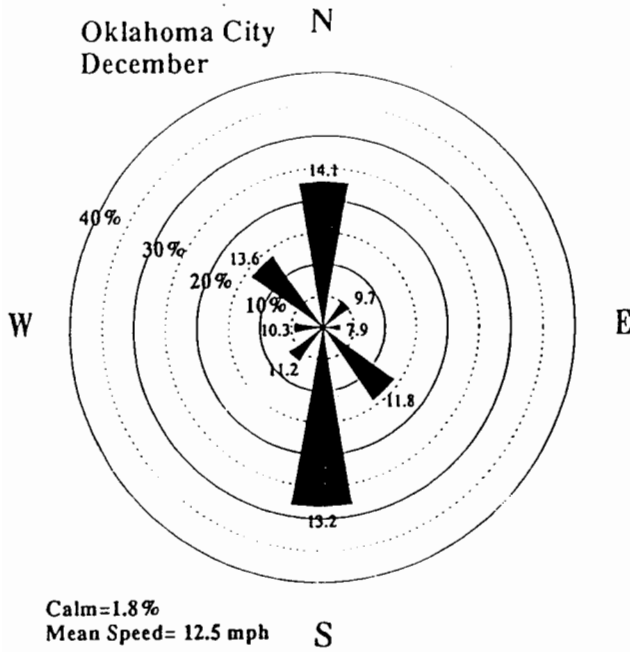 Oklahoma City
December
N
14.1
40%
30%
13.6
20%
10%
9.7
W
10.3
7.9
E
11.2
11.8
13.2
Calm=1.8%
Mean Speed= 12.5 mph
S